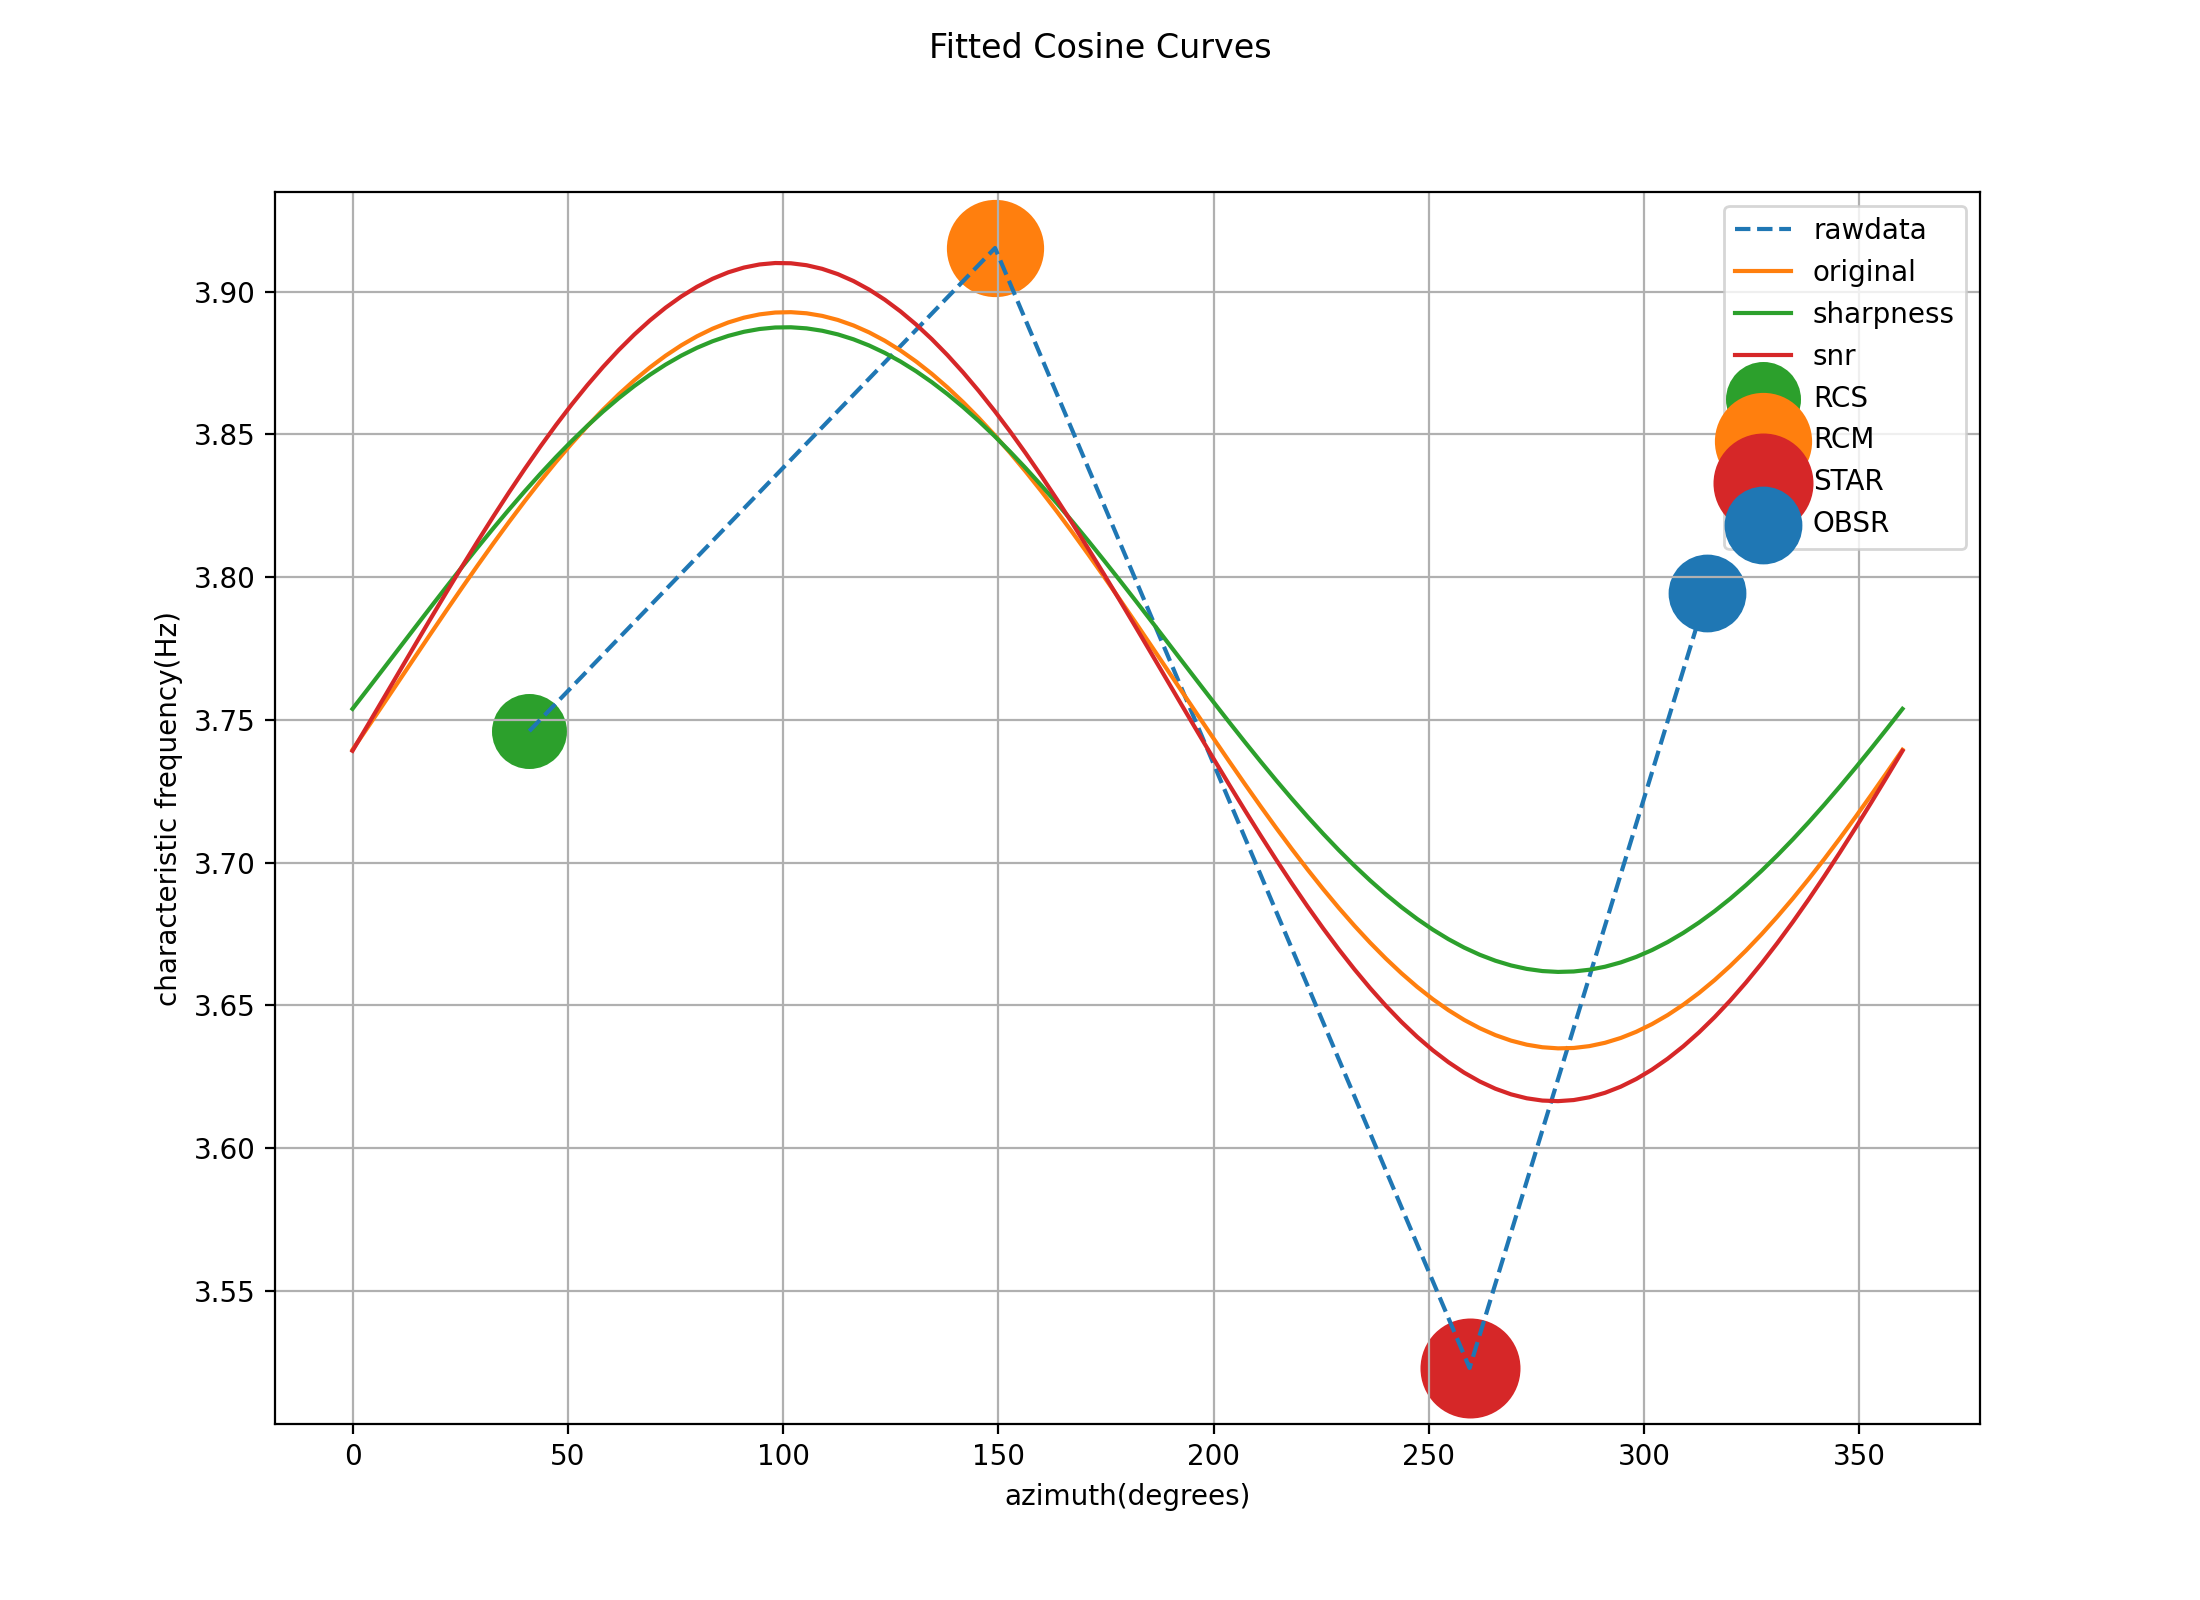 Fitted Cosine Curves
rawdata
original
sharpness
snr
RCS
RCM
STAR
OBSR
3.90
3.85
3.80
3.75
3.70
3.65
3.60
3.55
characteristic frequency(Hz)
0 50 100 150 200 250 300 350
azimuth(degrees)